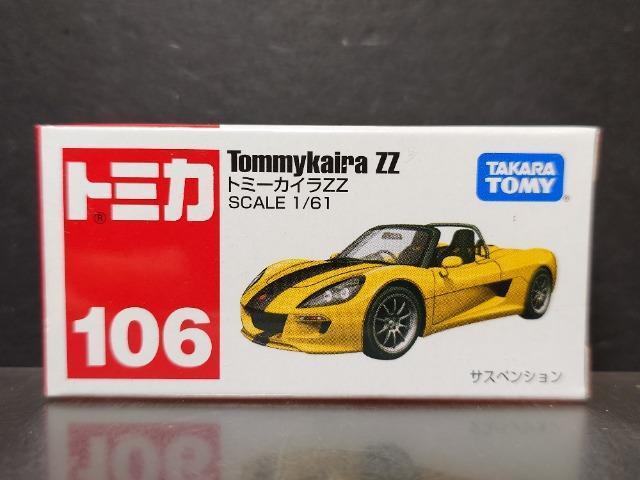 トミカ
®
106
Tommykaira ZZ
トミーカイラZZ
SCALE 1/61
TAKARA
TOMY
®
サスペンション